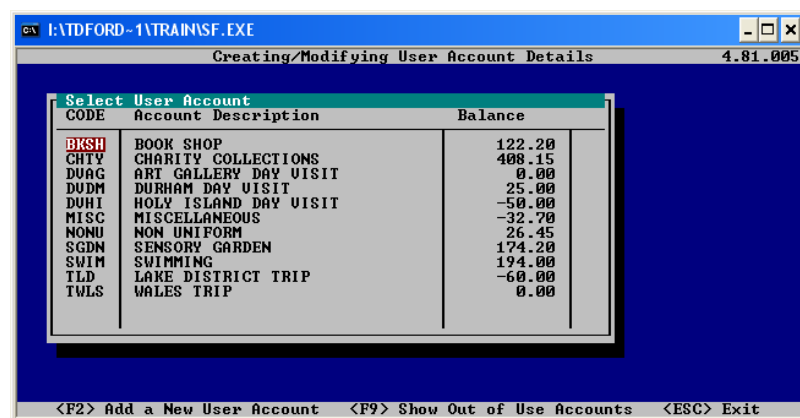 I:\TDFORD~1\TRAIN\SF.EXE
Creating/Modifying User Account Details 4.81.005
Select User Account
CODE Account Description Balance
BKSH BOOK SHOP 122.20
CHTY CHARITY COLLECTIONS 408.15
DVAG ART GALLERY DAY VISIT 0.00
DVDM DURHAM DAY VISIT 25.00
DVHI HOLY ISLAND DAY VISIT -50.00
MISC MISCELLANEOUS -32.70
NONU NON UNIFORM 26.45
SGDN SENSORY GARDEN 174.20
SWIM SWIMMING 194.00
TLD LAKE DISTRICT TRIP -60.00
TWLS WALES TRIP 0.00
<F2> Add a New User Account <F9> Show Out of Use Accounts <ESC> Exit